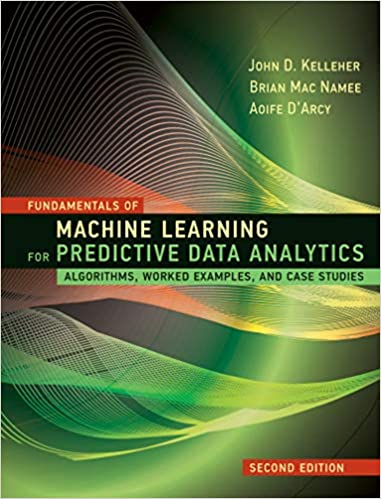 JOHN D. KELLEHER
BRIAN MAC NAMEE
AOIFE D'ARCY
FUNDAMENTALS OF
MACHINE LEARNING
FOR PREDICTIVE DATA ANALYTICS
ALGORITHMS, WORKED EXAMPLES, AND CASE STUDIES
SECOND EDITION